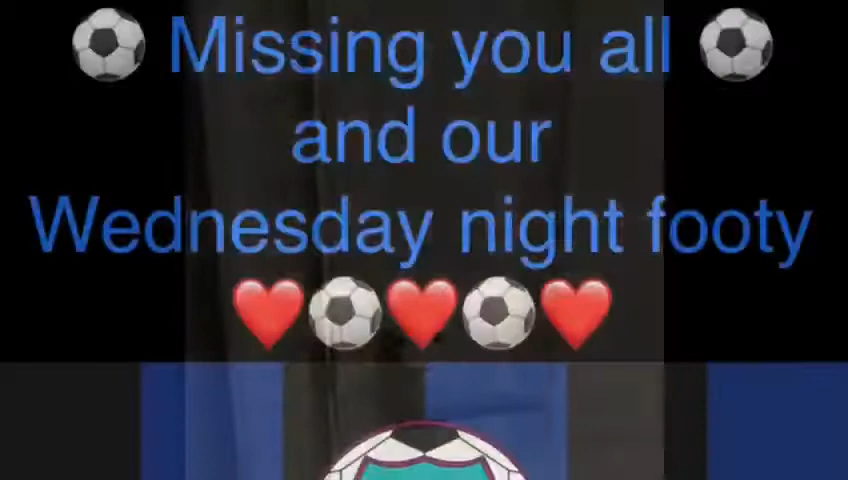 ⚽ Missing you all ⚽
and our
Wednesday night footy
❤️⚽❤️⚽❤️